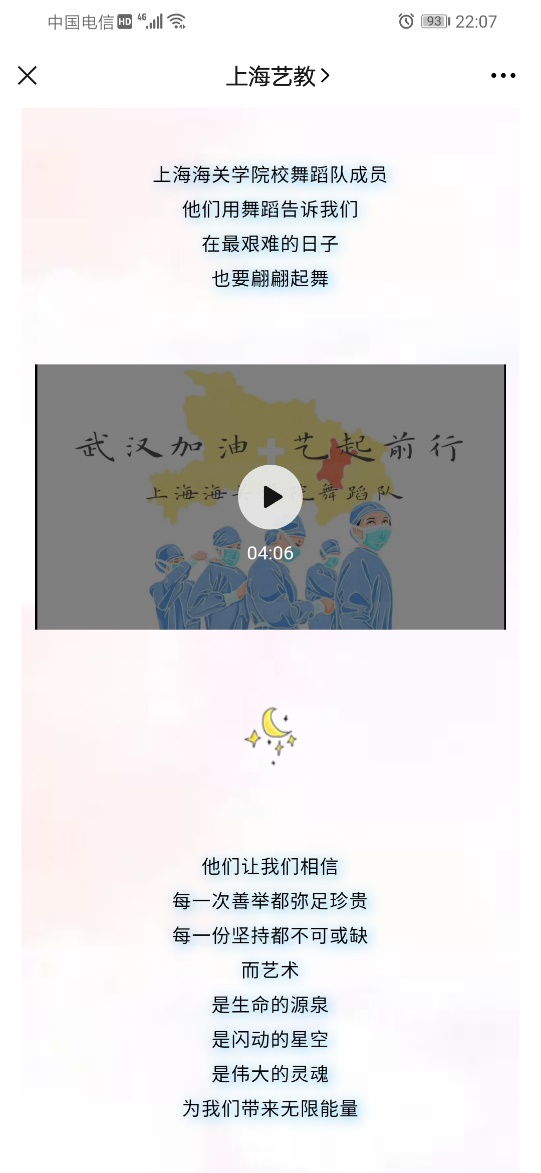 中国电信 HD 4G 93 22:07
上海艺教
上海海关学院校舞蹈队成员
他们用舞蹈告诉我们
在最艰难的日子
也要翩翩起舞
武汉加油 艺起前行
上海海 舞蹈队
04:06
他们让我们相信
每一次善举都弥足珍贵
每一份坚持都不可或缺
而艺术
是生命的源泉
是闪动的星空
是伟大的灵魂
为我们带来无限能量